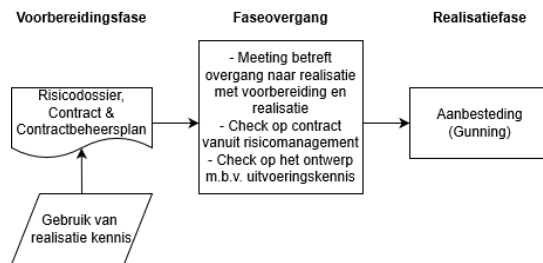 Voorbereidingsfase
Faseovergang
Realisatiefase
Risicodossier,
Contract &
Contractbeheersplan
- Meeting betreft
overgang naar realisatie
met voorbereiding en
realisatie
- Check op contract
vanuit risicomanagement
- Check op het ontwerp
m.b.v. uitvoeringskennis
Aanbesteding
(Gunning)
Gebruik van
realisatie kennis